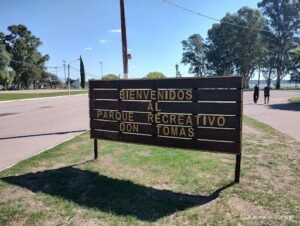 BIENVENIDOS
AL
PARQUE RECREATIVO
DON TOMAS